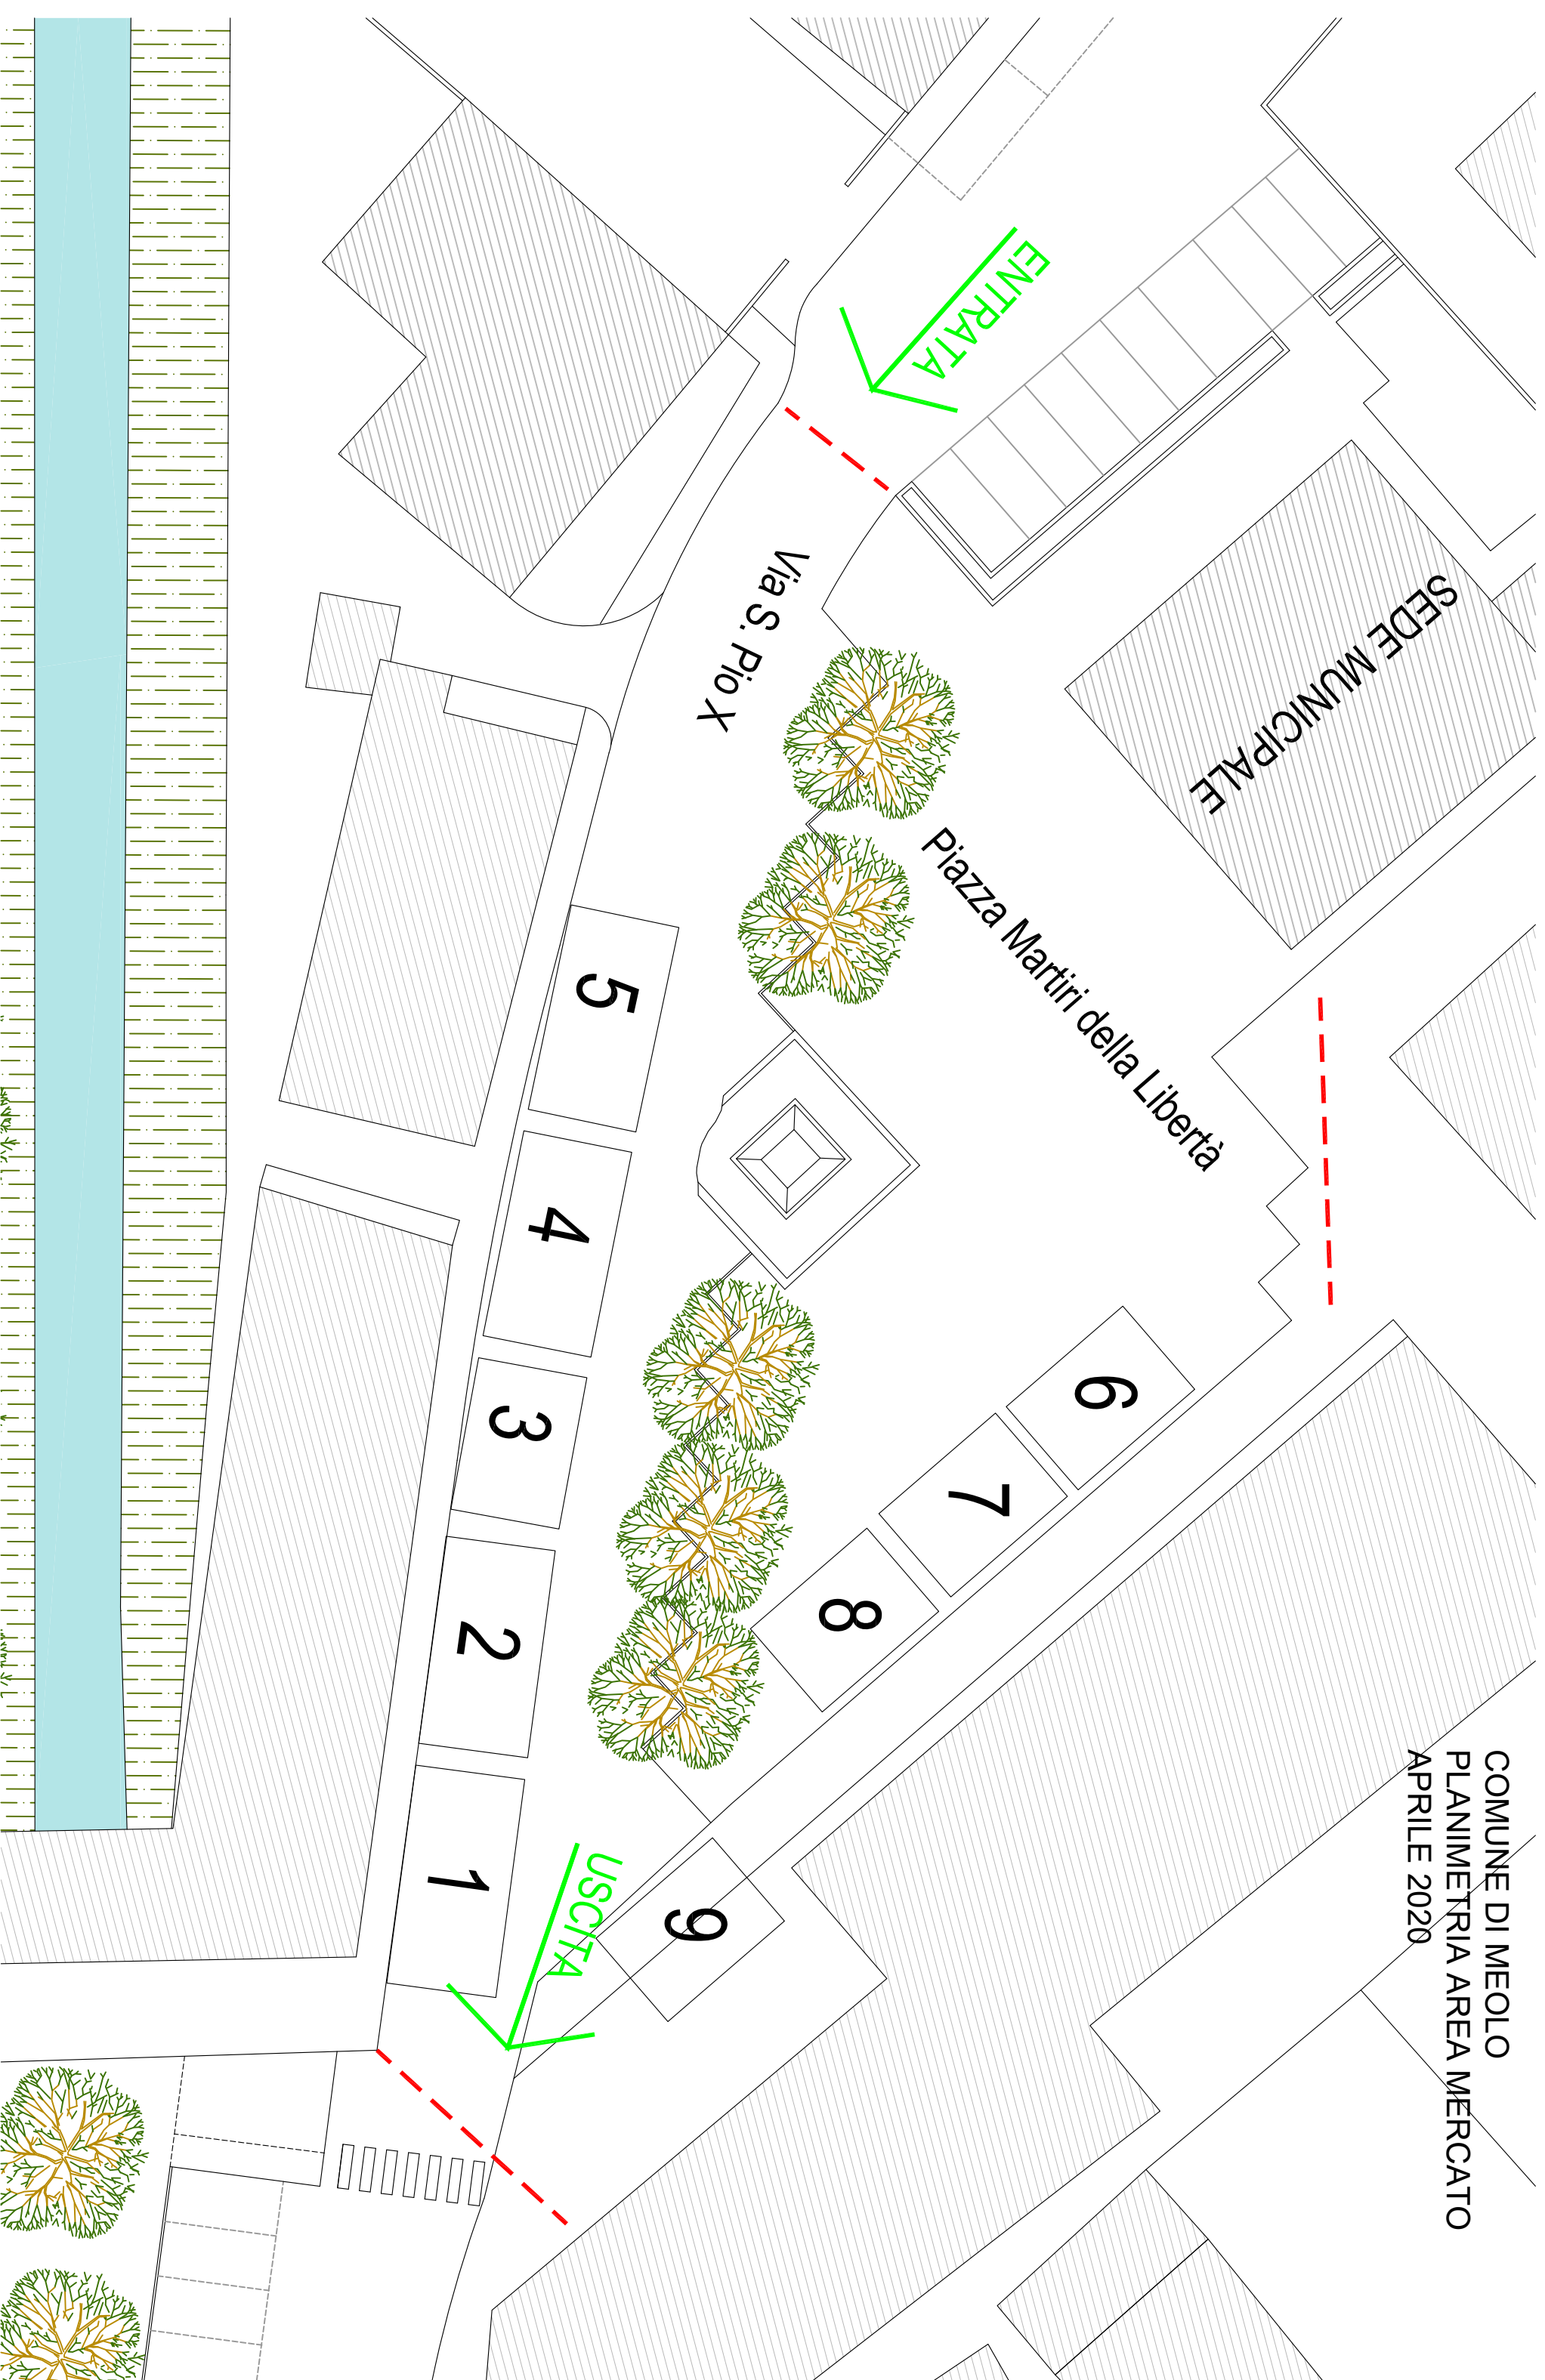 COMUNE DI MEOLO
PLANIMETRIA AREA MERCATO
APRILE 2020
ENTRATA
SEDE MUNICIPALE
Via S. Pio X
Piazza Martiri della Libertà
5
4
3
2
1
6
7
8
9
USCITA